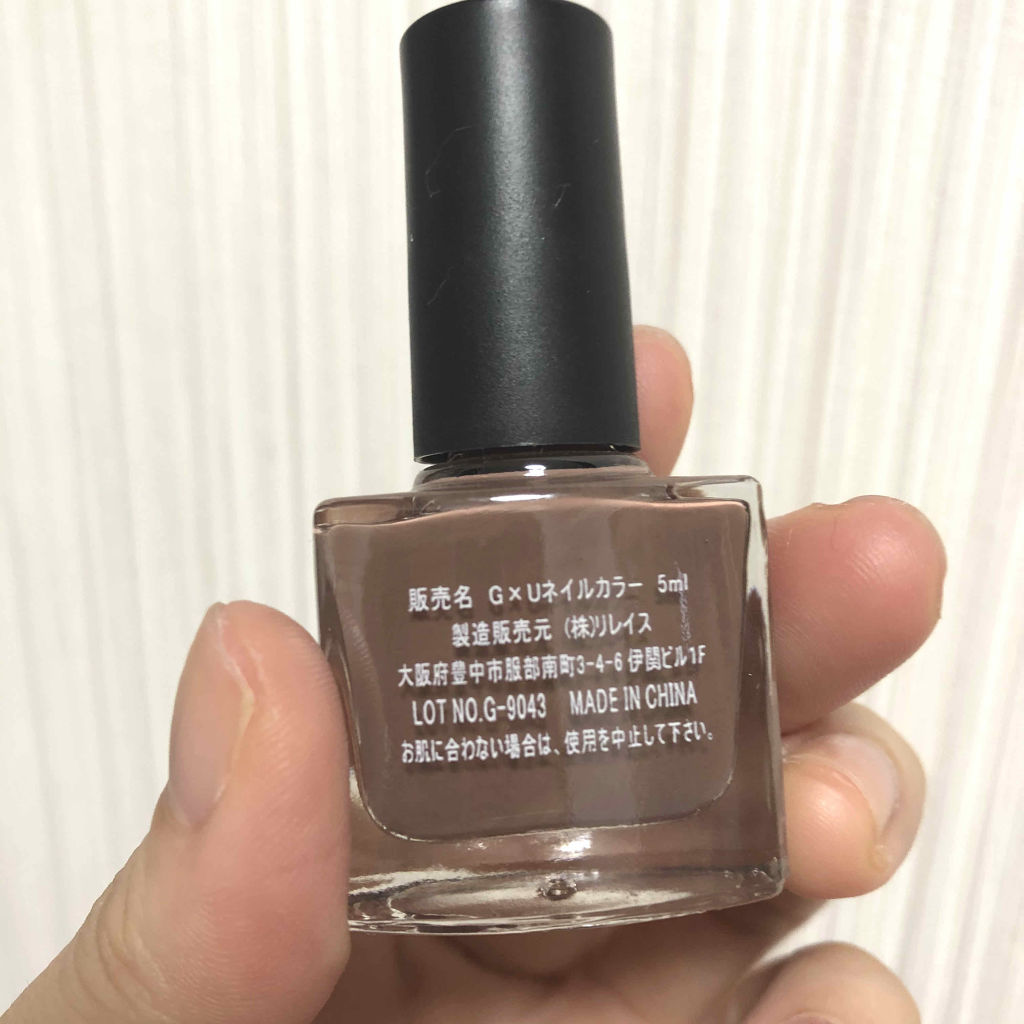 販売名 G×Uネイルカラー 5ml
製造販売元 (株)リレイス
大阪府豊中市服部南町3-4-6 伊関ビル1F
LOT NO.G-9043 MADE IN CHINA
お肌に合わない場合は、使用を中止して下さい。